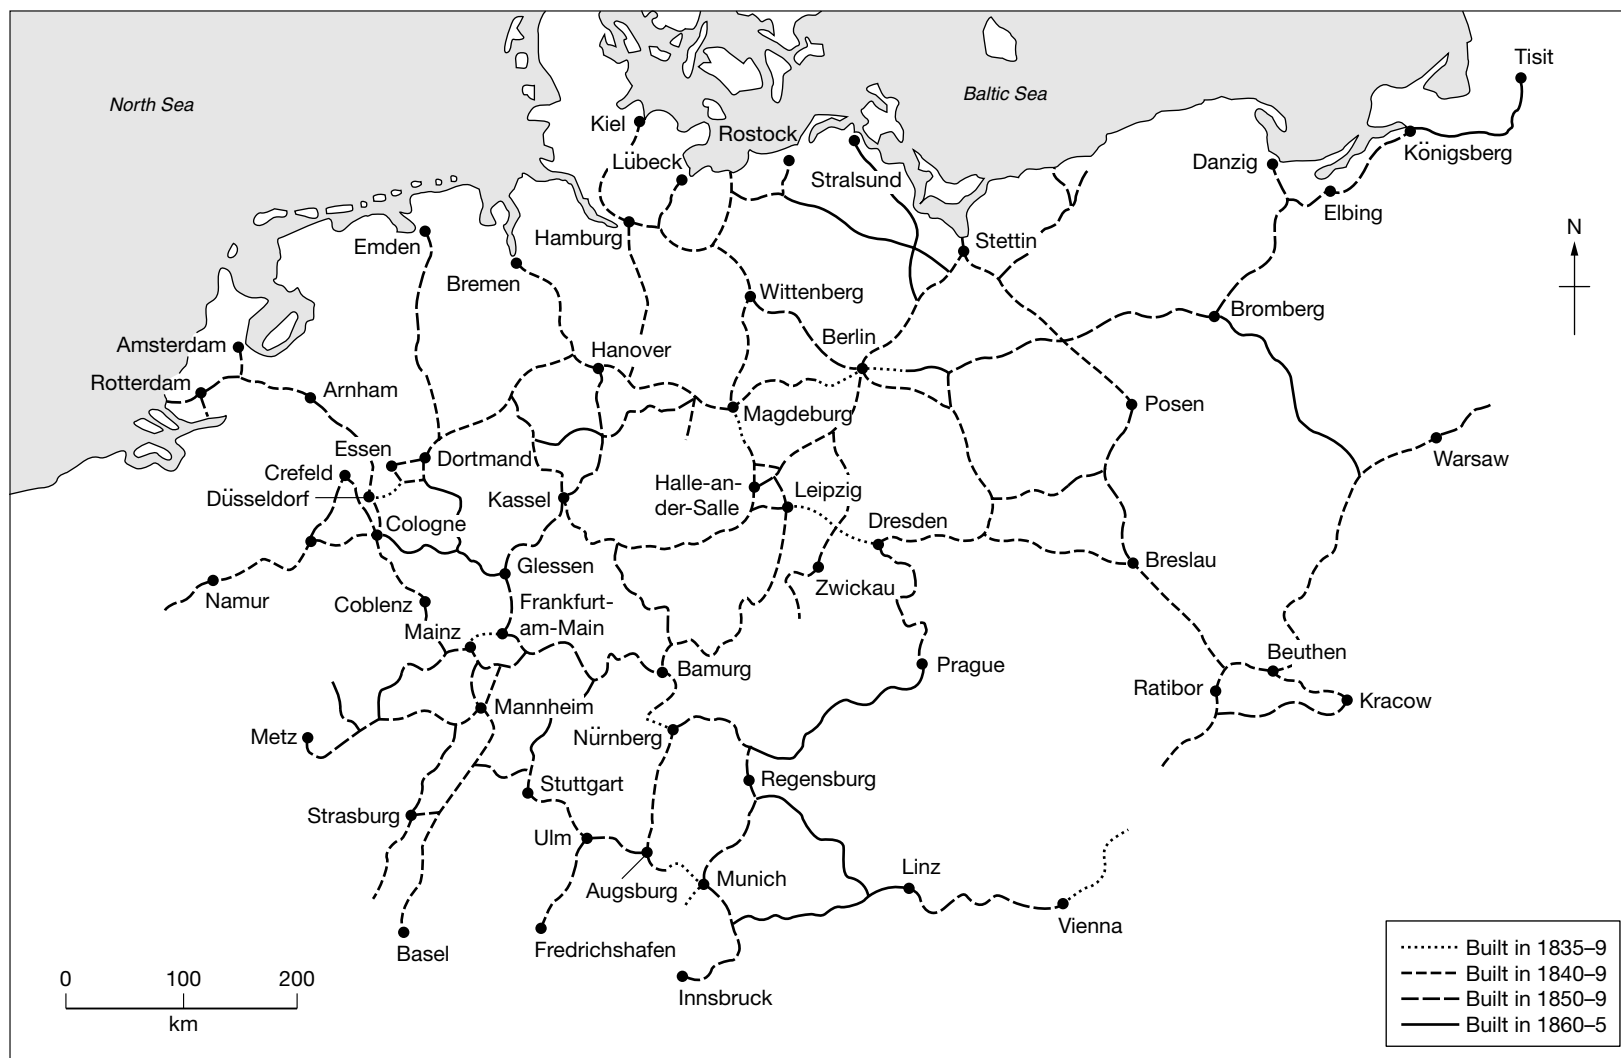 Tisit
North Sea
Baltic Sea
Kiel
Rostock
Lübeck
Stralsund
Danzig
Königsberg
Elbing
N
Emden
Hamburg
Stettin
Bremen
Wittenberg
Bromberg
Amsterdam
Berlin
Hanover
Rotterdam
Arnham
Magdeburg
Posen
Essen
Dortmund
Warsaw
Crefeld
Düsseldorf
Kassel
Halle-an-
der-Salle
Leipzig
Cologne
Dresden
Glessen
Breslau
Namur
Zwickau
Coblenz
Frankfurt-
am-Main
Mainz
Bamurg
Prague
Beuthen
Ratibor
Kracow
Mannheim
Metz
Nürnberg
Stuttgart
Regensburg
Strasburg
Ulm
Augsburg
Munich
Linz
Vienna
Basel
Fredrichshafen
Innsbruck
0 100 200
km
Built in 1835–9
Built in 1840–9
Built in 1850–9
Built in 1860–5